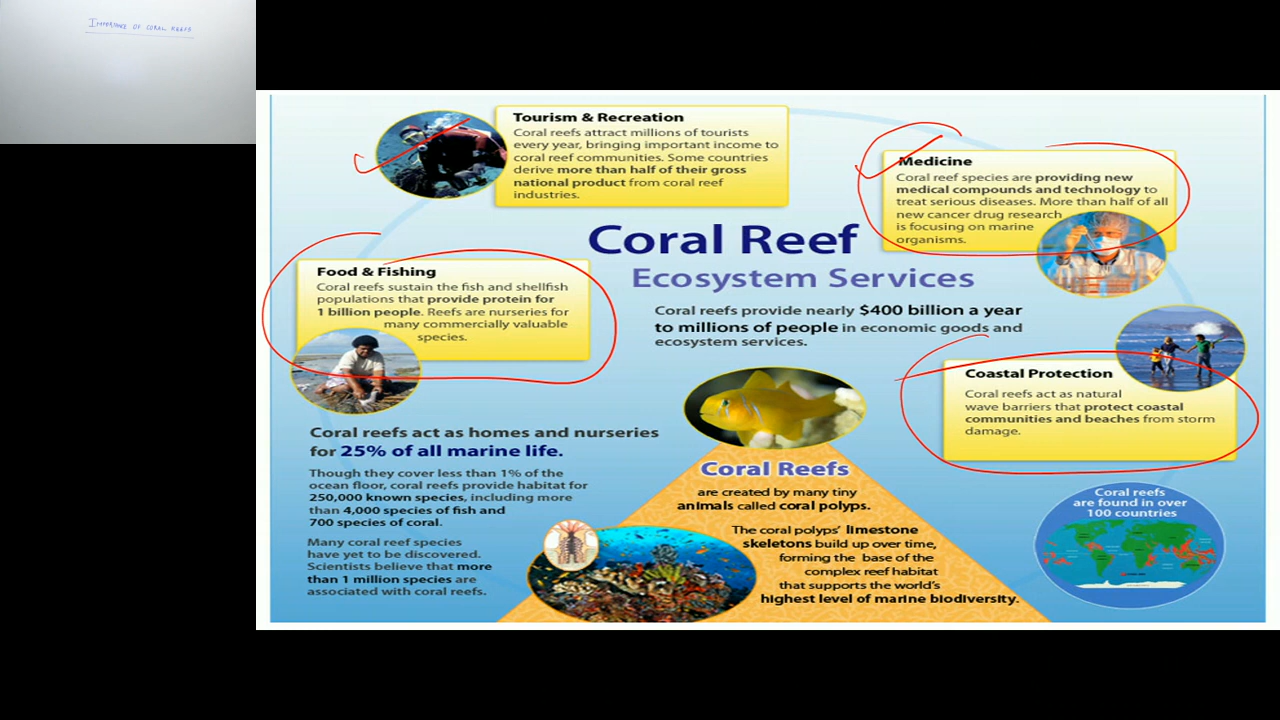 IMPORTANCE OF CORAL REEFS
Tourism & Recreation
Coral reefs attract millions of tourists
every year, bringing important income to
coral reef communities. Some countries
derive more than half of their gross
national product from coral reef
industries.
Medicine
Coral reef species are providing new
medical compounds and technology to
treat serious diseases. More than half of all
new cancer drug research
is focusing on marine
organisms.
Coral Reef
Ecosystem Services
Coral reefs provide nearly $400 billion a year
to millions of people in economic goods and
ecosystem services.
Food & Fishing
Coral reefs sustain the fish and shellfish
populations that provide protein for
1 billion people. Reefs are nurseries for
many commercially valuable
species.
Coastal Protection
Coral reefs act as natural
wave barriers that protect coastal
communities and beaches from storm
damage.
Coral reefs act as homes and nurseries
for 25% of all marine life.
Though they cover less than 1% of the
ocean floor, coral reefs provide habitat for
250,000 known species, including more
than 4,000 species of fish and
700 species of coral.
Many coral reef species
have yet to be discovered.
Scientists believe that more
than 1 million species are
associated with coral reefs.
Coral Reefs
are created by many tiny
animals called coral polyps.
The coral polyps' limestone
skeletons build up over time,
forming the base of the
complex reef habitat
that supports the world's
highest level of marine biodiversity.
Coral reefs
are found in over
100 countries